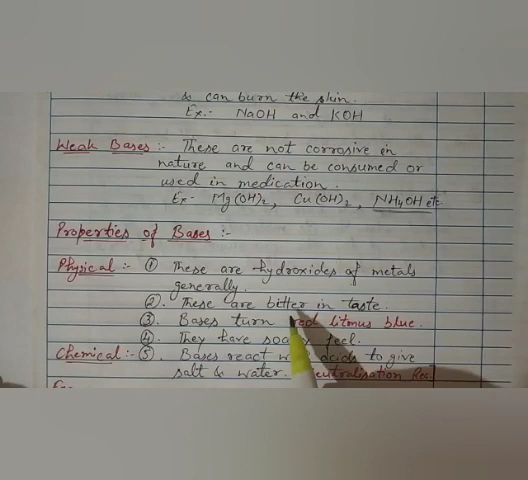 & can burn the skin.
Ex.:- NaOH and KOH
Weak Bases :- These are not corrosive in
nature and can be consumed or
used in medication.
Ex- Mg(OH)2, Cu(OH)2, NH4OH etc
Properties of Bases :-
Physical :- ① These are hydroxides of metals
generally.
②. These are bitter in taste.
③. Bases turn red litmus blue.
④. They have soapy feel.
Chemical :- ⑤. Bases react acids to give
salt & water. Neutralisation